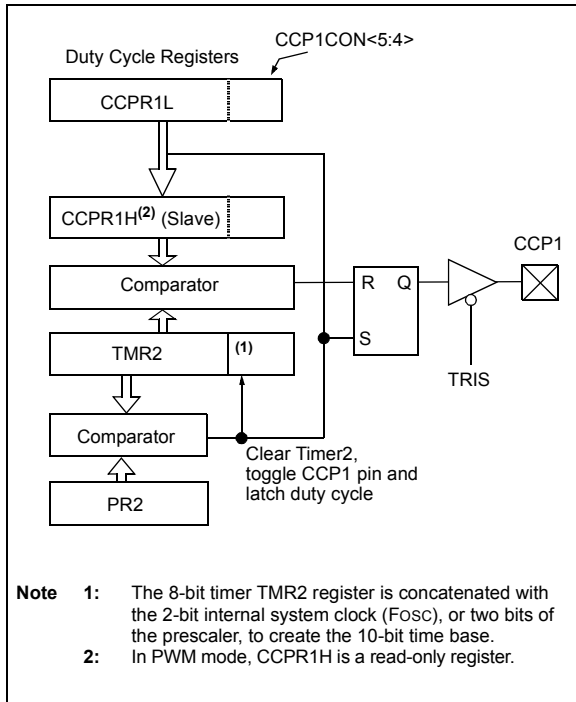 CCP1CON<5:4>
Duty Cycle Registers
CCPR1L
CCPR1H(2) (Slave)
CCP1
Comparator
R Q
S
TMR2
(1)
TRIS
Comparator
Clear Timer2,
toggle CCP1 pin and
latch duty cycle
PR2
Note 1: The 8-bit timer TMR2 register is concatenated with
the 2-bit internal system clock (FOSC), or two bits of
the prescaler, to create the 10-bit time base.
2: In PWM mode, CCPR1H is a read-only register.